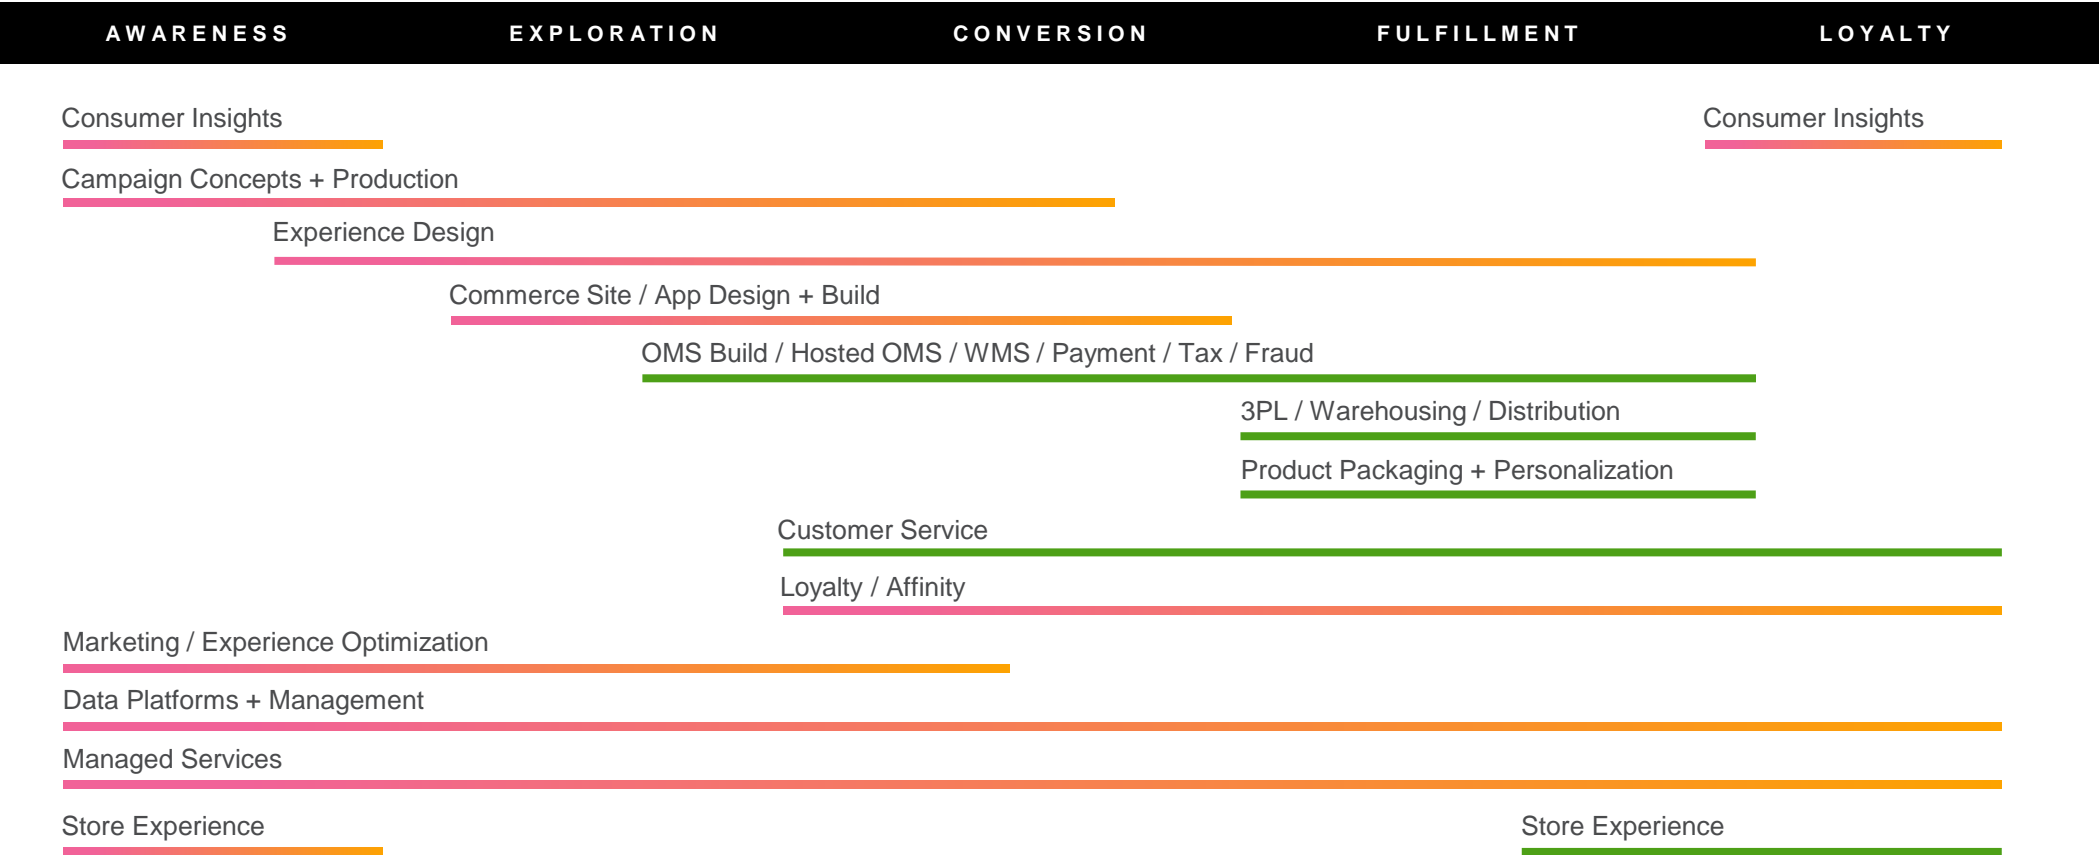 AWARENESS EXPLORATION CONVERSION FULFILLMENT LOYALTY
Consumer Insights Consumer Insights
Campaign Concepts + Production
Experience Design
Commerce Site / App Design + Build
OMS Build / Hosted OMS / WMS / Payment / Tax / Fraud
3PL / Warehousing / Distribution
Product Packaging + Personalization
Customer Service
Loyalty / Affinity
Marketing / Experience Optimization
Data Platforms + Management
Managed Services
Store Experience Store Experience